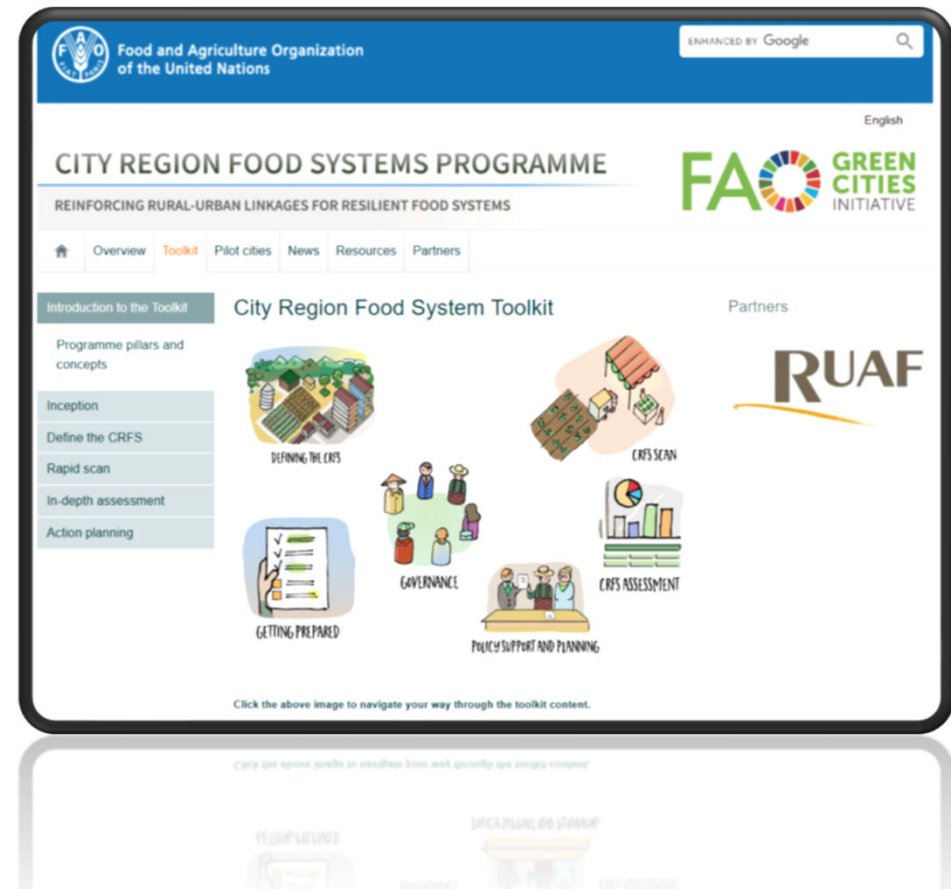 Food and Agriculture Organization
of the United Nations
ENHANCED BY Google
English
CITY REGION FOOD SYSTEMS PROGRAMME
REINFORCING RURAL-URBAN LINKAGES FOR RESILIENT FOOD SYSTEMS
FAO GREEN
CITIES
INITIATIVE
Overview Toolkit Pilot cities News Resources Partners
Introduction to the Toolkit
Programme pillars and
concepts
Inception
Define the CRFS
Rapid scan
In-depth assessment
Action planning
City Region Food System Toolkit
DEFINING THE CRFS
CRFS SCAN
GOVERNANCE
CRFS ASSESSMENT
GETTING PREPARED
POLICY SUPPORT AND PLANNING
Click the above image to navigate your way through the toolkit content.
Partners
RUAF